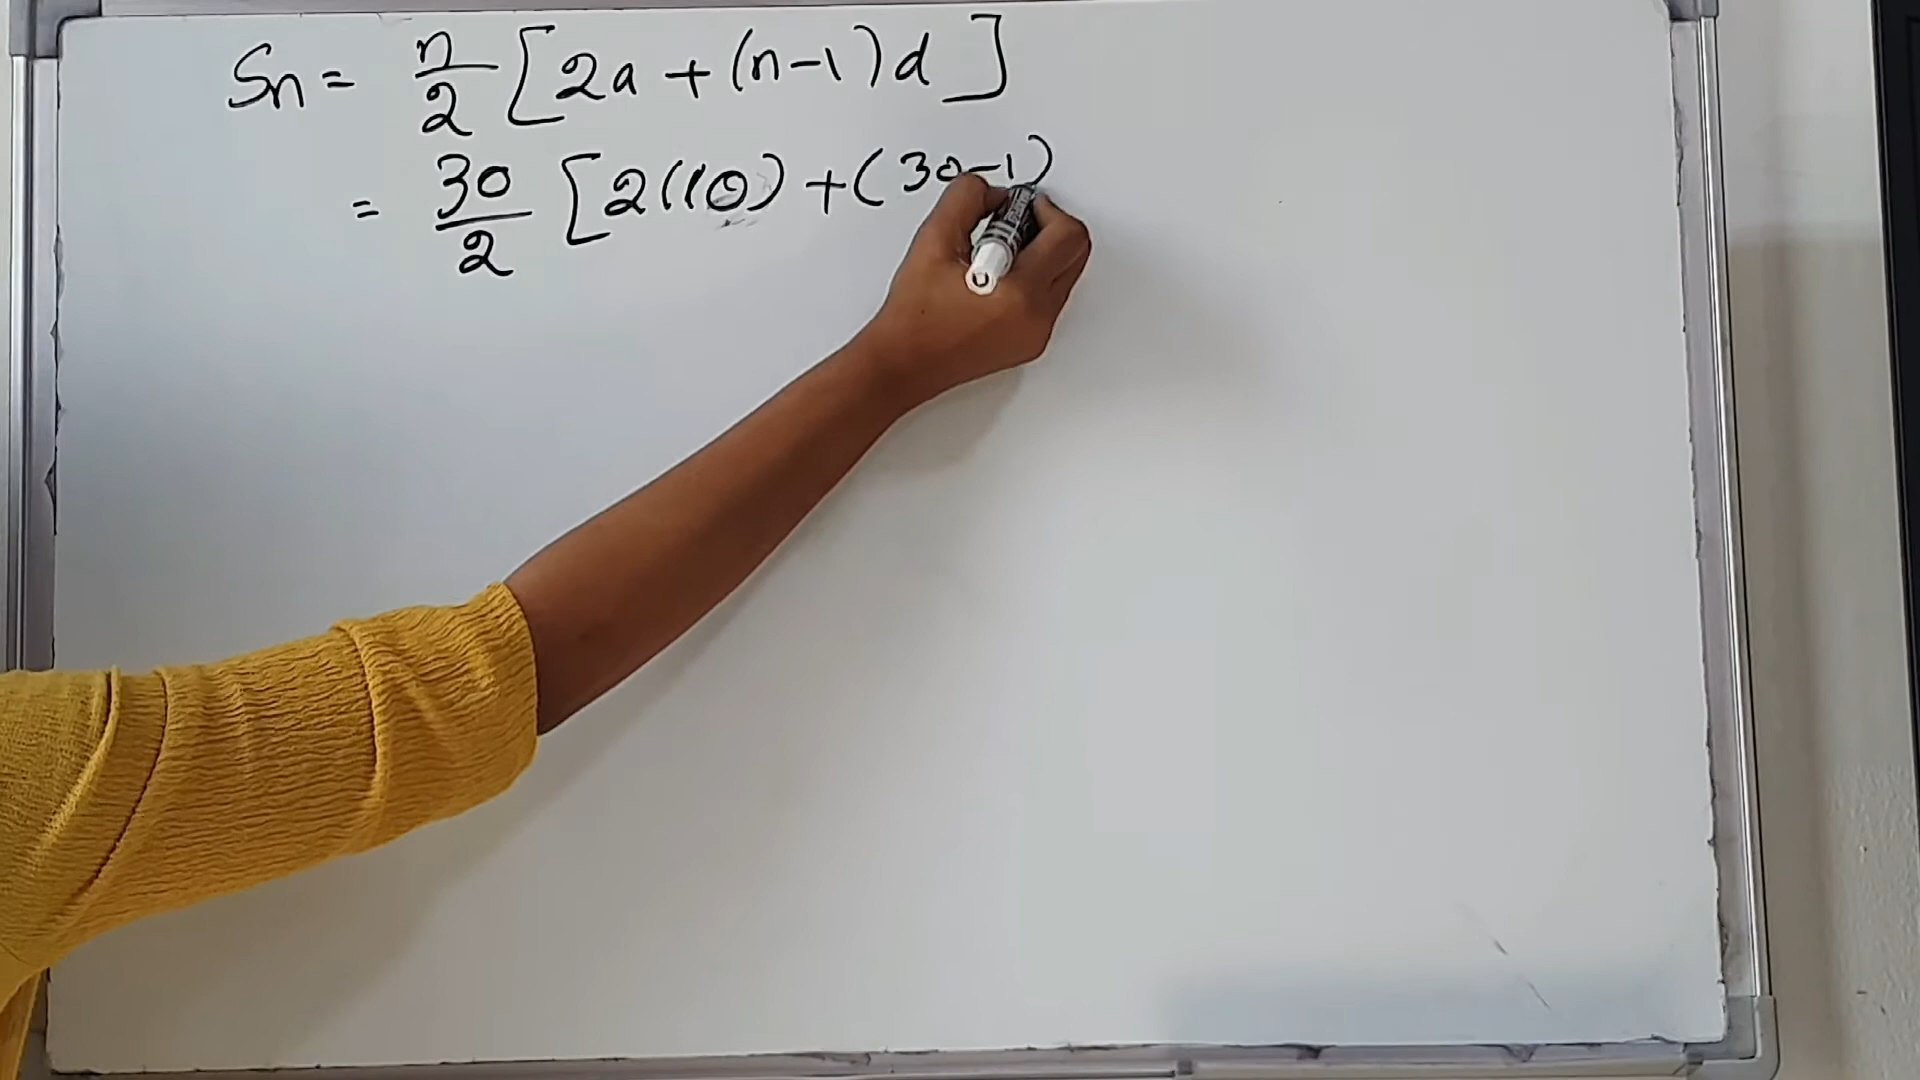 Sn = n/2 [2a + (n-1)d]
= 30/2 [2(10) + (30-1)